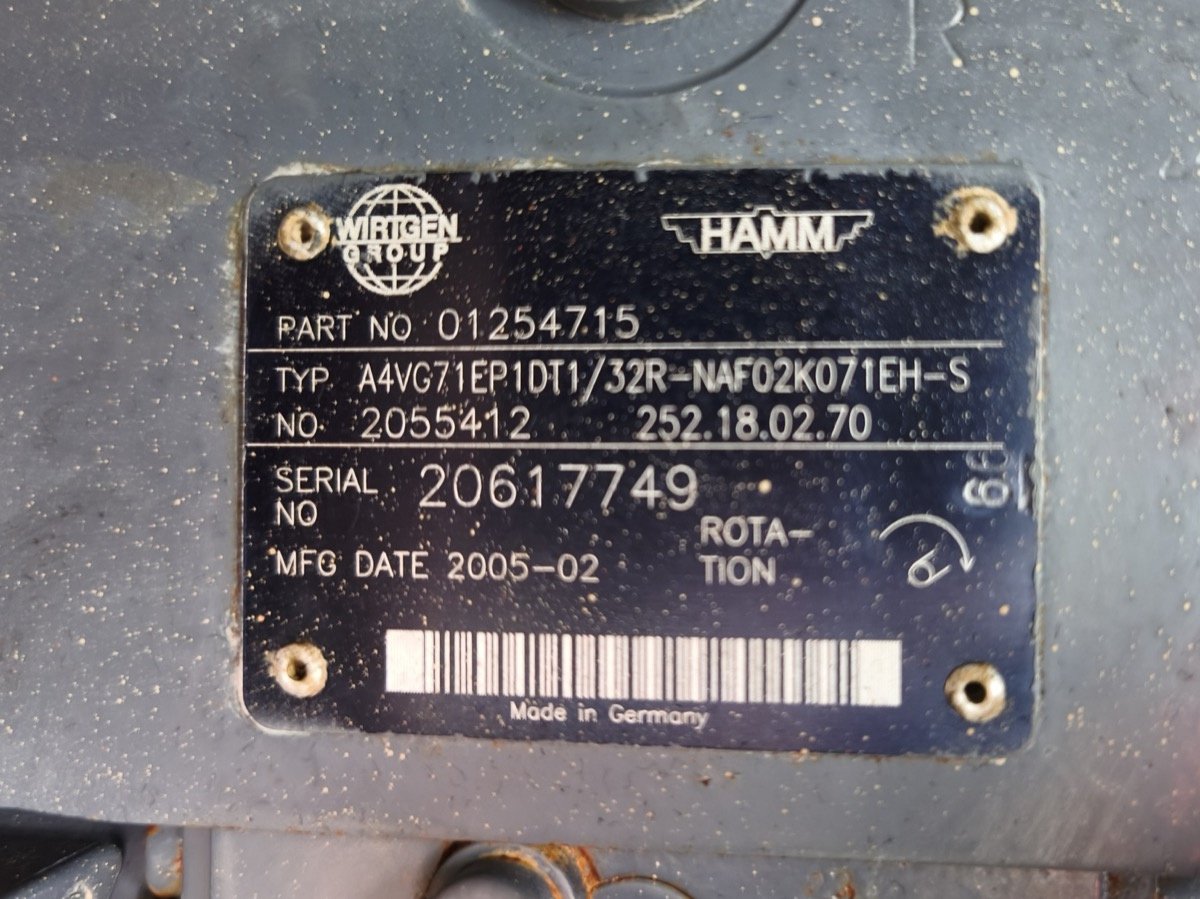 R
WIRTGEN
GROUP
HAMM
PART NO 01254715
TYP A4VG71EP1DT1/32R-NAF02K071EH-S
NO. 2055412 252.18.02.70
SERIAL NO 20617749
ROTA-
TION
MFG DATE 2005-02
Made in Germany